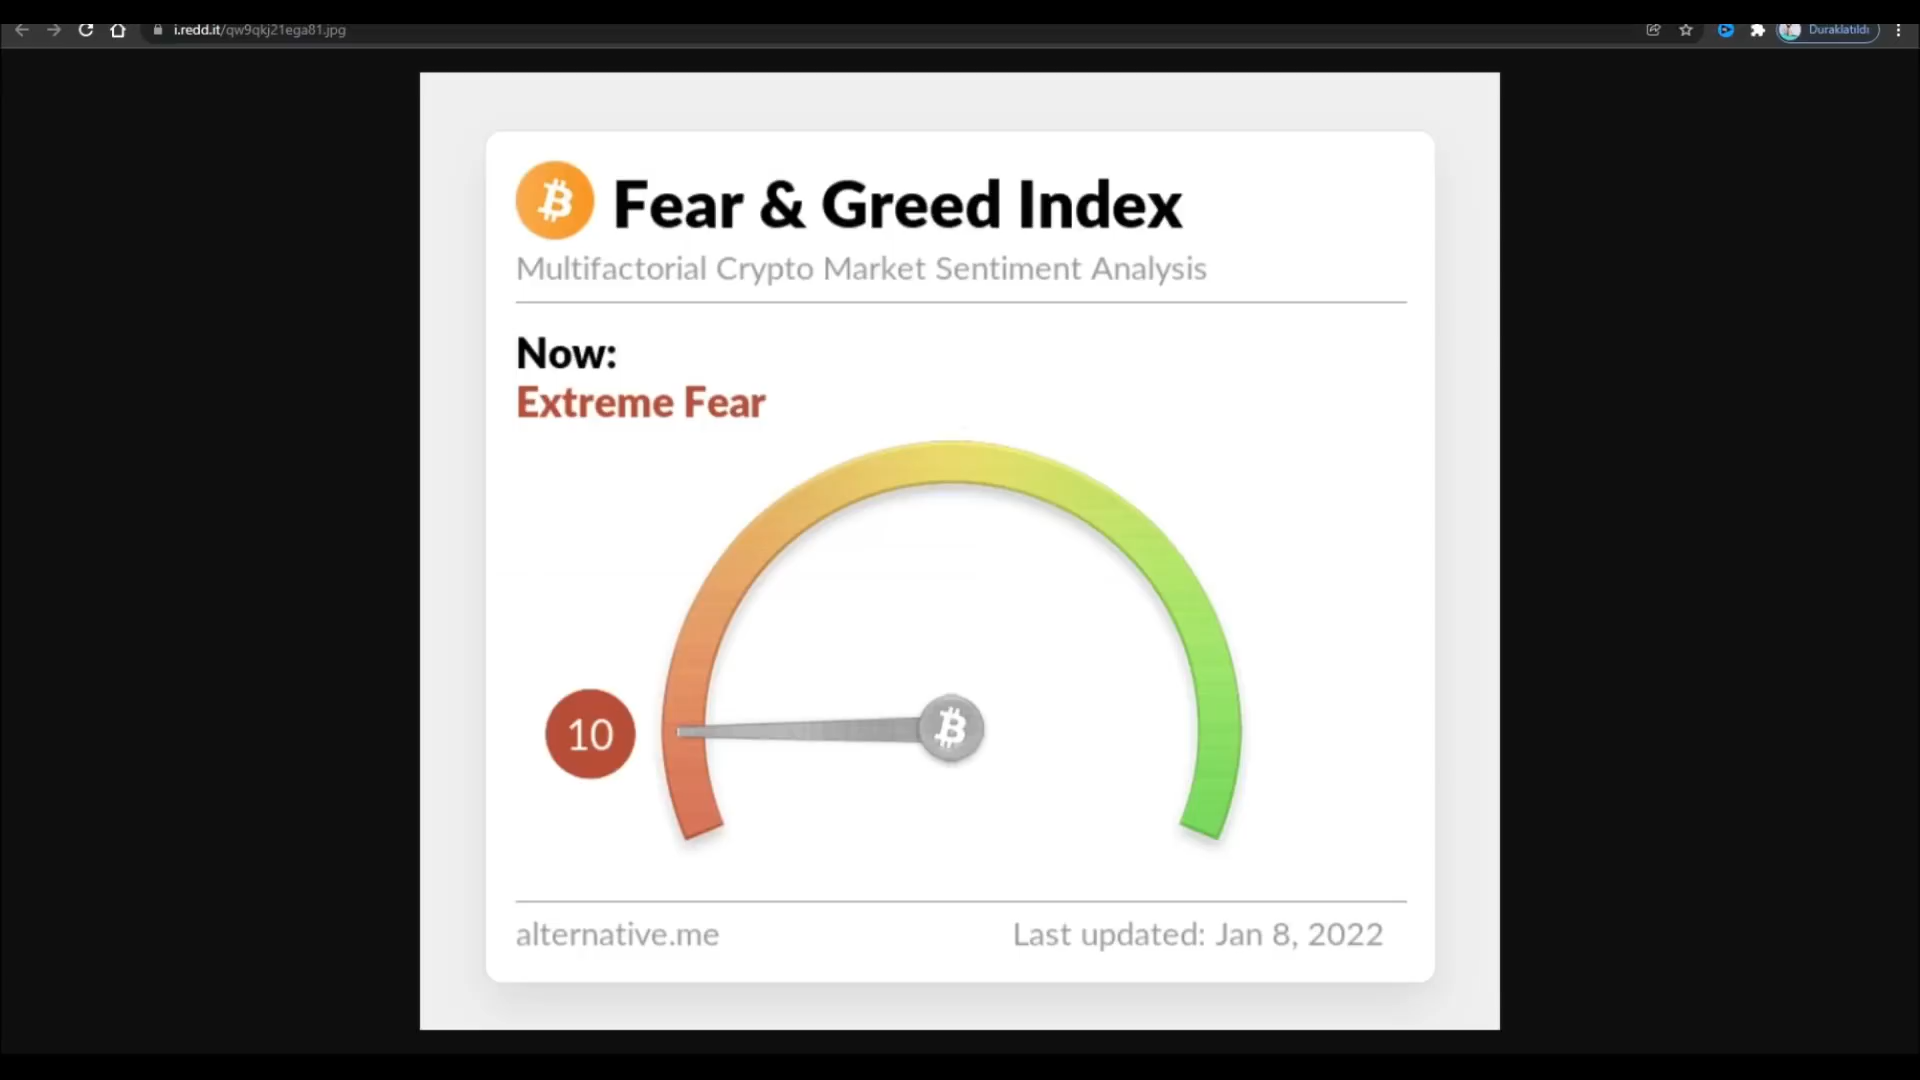 i.redd.it/qw9qkj21ega81.jpg
Duraklatıldı
Fear & Greed Index
Multifactorial Crypto Market Sentiment Analysis
Now:
Extreme Fear
10
alternative.me
Last updated: Jan 8, 2022